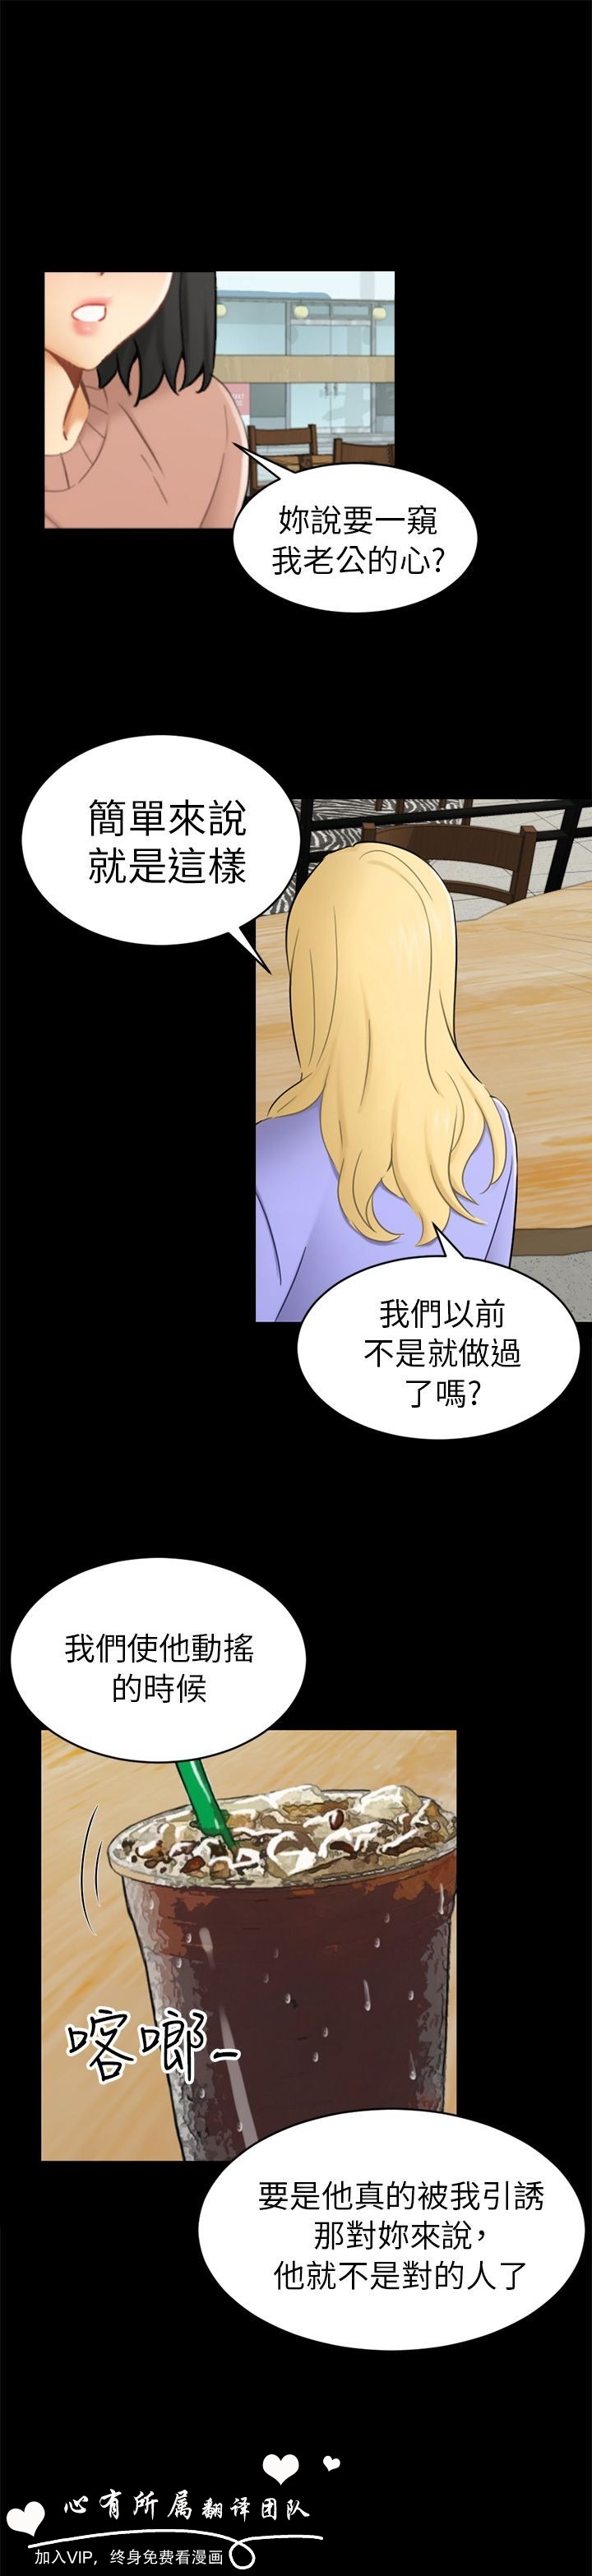 妳說要一窺
我老公的心?
簡單來說
就是這樣
我們以前
不是就做過
了嗎?
我們使他動搖
的時候
喀啷-
要是他真的被我引誘
那對妳來說，
他就不是對的人了
心有所属翻译团队
加入VIP，终身免费看漫画